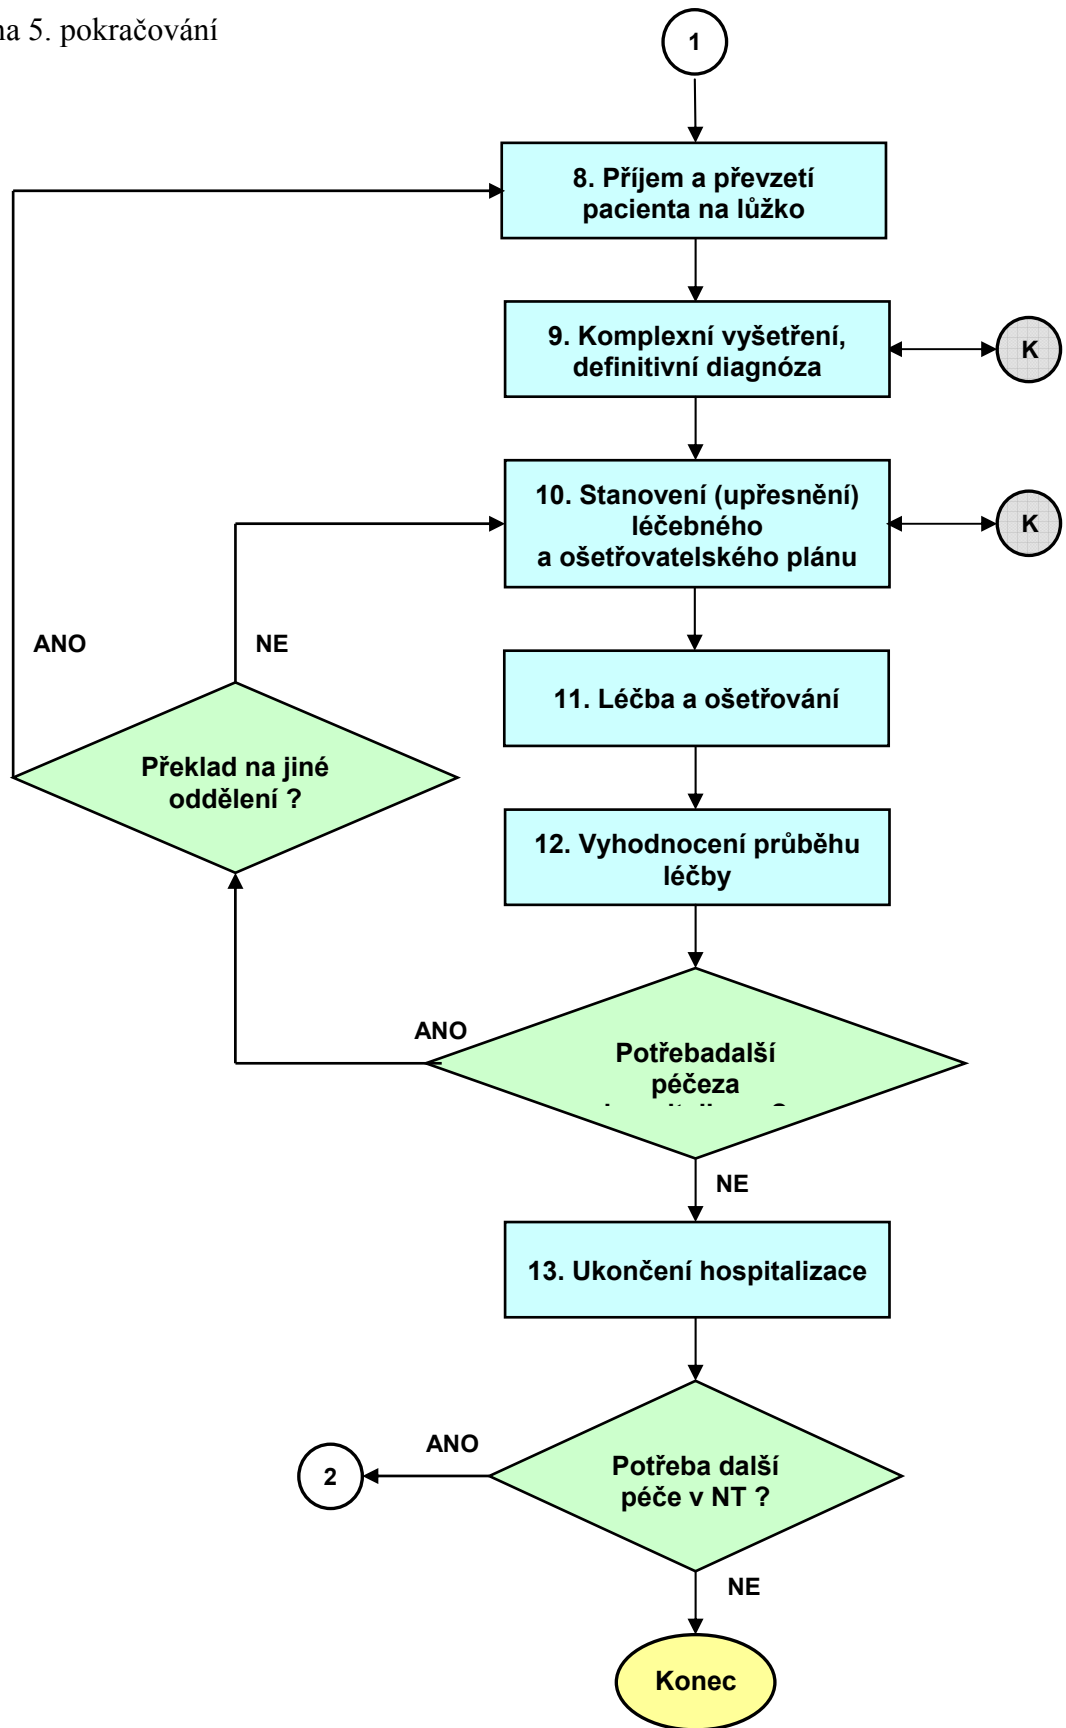 na 5. pokračování
1
8. Příjem a převzetí
pacienta na lůžko
9. Komplexní vyšetření,
definitivní diagnóza
K
10. Stanovení (upřesnění)
léčebného
a ošetřovatelského plánu
K
ANO
NE
11. Léčba a ošetřování
Překlad na jiné
oddělení ?
12. Vyhodnocení průběhu
léčby
ANO
Potřebadalší
péčeza
NE
13. Ukončení hospitalizace
ANO
2
Potřeba další
péče v NT ?
NE
Konec